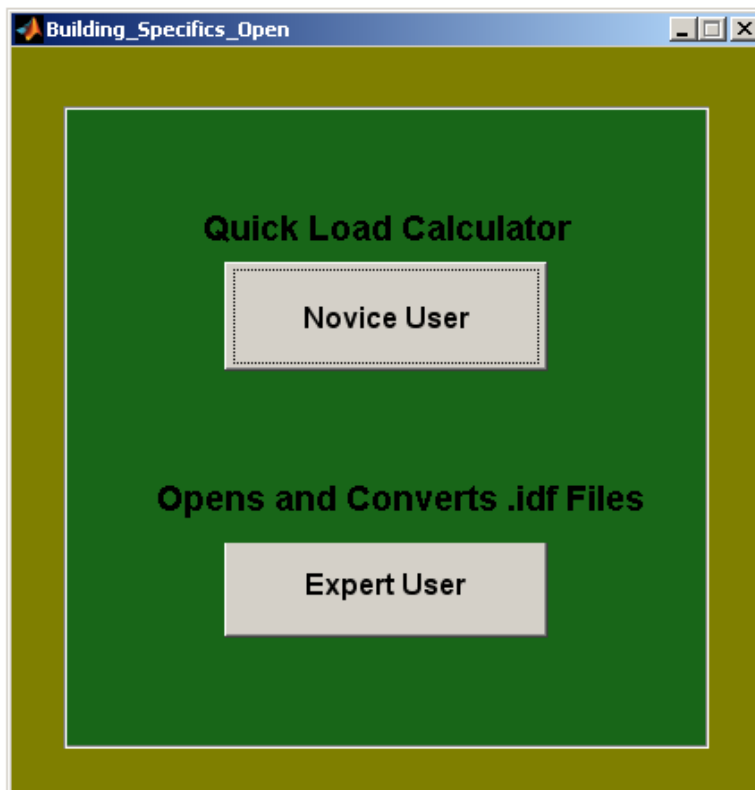 Building_Specifics_Open
Quick Load Calculator
Novice User
Opens and Converts .idf Files
Expert User